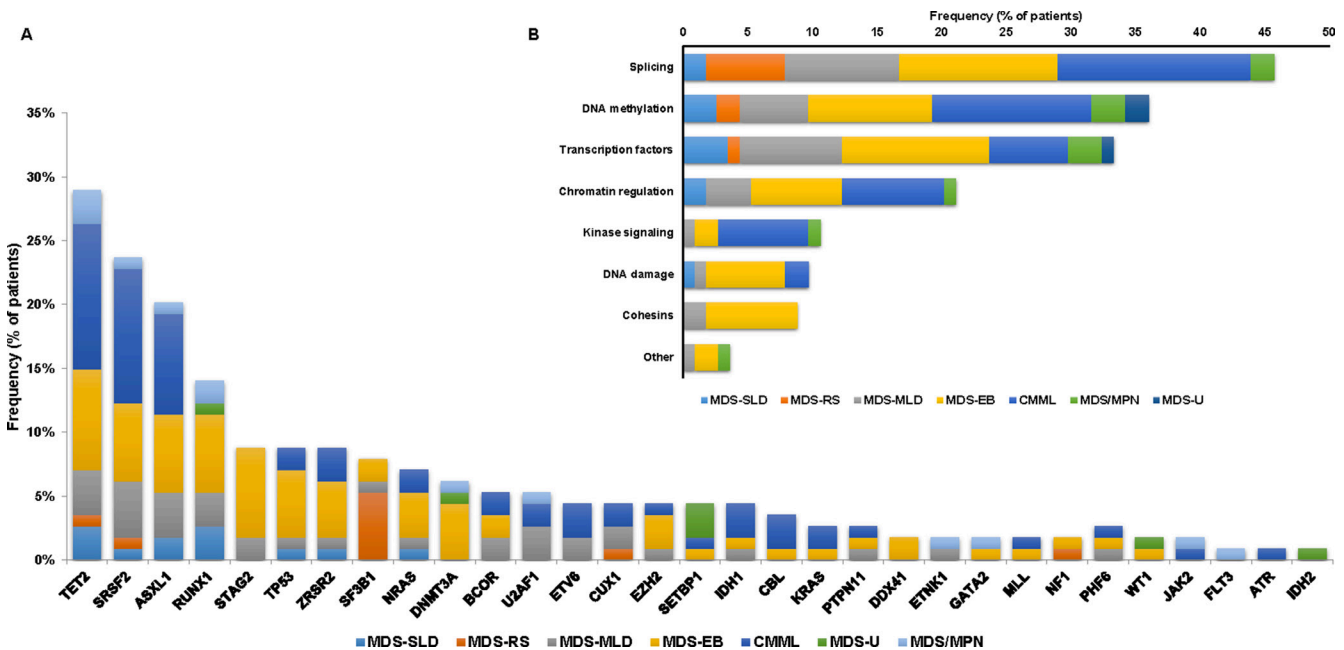 A
35%
30%
25%
20%
15%
10%
5%
0%
Frequency (% of patients)
TET2
SRSF2
ASXL1
RUNX1
STAG2
TP53
ZRSR2
SF3B1
NRAS
DNMT3A
BCOR
U2AF1
ETV6
CUX1
EZH2
SETBP1
IDH1
CBL
KRAS
PTPN11
DDX41
ETNK1
GATA2
MLL
NF1
PHF6
WT1
JAK2
FLT3
ATR
IDH2
MDS-SLD MDS-RS MDS-MLD MDS-EB CMML MDS-U MDS/MPN
B
Frequency (% of patients)
0 5 10 15 20 25 30 35 40 45 50
Splicing
DNA methylation
Transcription factors
Chromatin regulation
Kinase signaling
DNA damage
Cohesins
Other
MDS-SLD MDS-RS MDS-MLD MDS-EB CMML MDS/MPN MDS-U